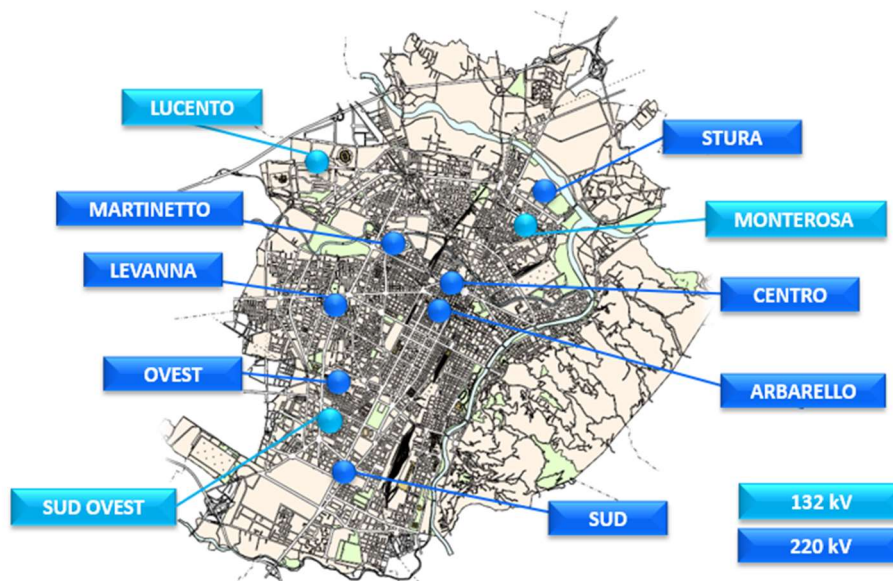 LUCENTO
STURA
MARTINETTO
MONTEROSA
LEVANNA
CENTRO
OVEST
ARBARELLO
SUD OVEST
SUD
132 kV
220 kV